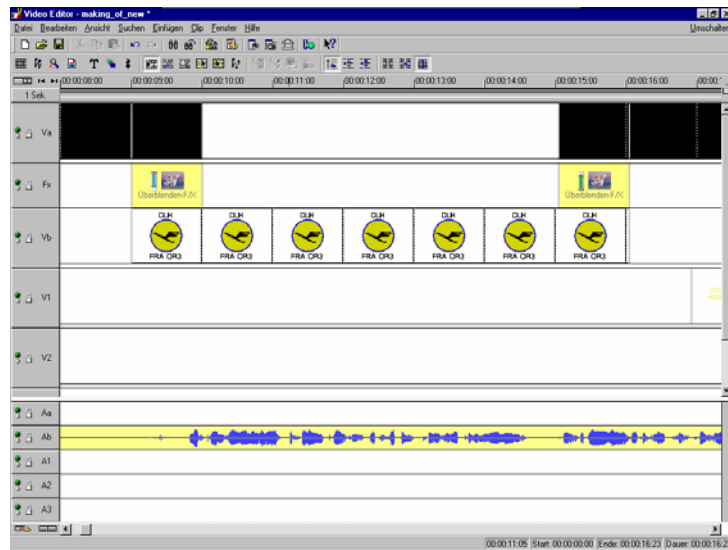 Video Editor - making_of_new *
Datei Bearbeiten Ansicht Suchen Einfügen Clip Fenster Hilfe Umschalten
00:00:08:00 00:00:09:00 00:00:10:00 00:00:11:00 00:00:12:00 00:00:13:00 00:00:14:00 00:00:15:00 00:00:16:00 00:00:
1 Sek.
Va
Fx Überblenden-F/X Überblenden-F/X
Vb
DLH DLH DLH DLH DLH DLH DLH
FRA OR3 FRA OR3 FRA OR3 FRA OR3 FRA OR3 FRA OR3 FRA OR3
V1
V2
Aa
Ab
A1
A2
A3
00:00:11:05 Start: 00:00:00:00 Ende: 00:00:16:23 Dauer: 00:00:16:2